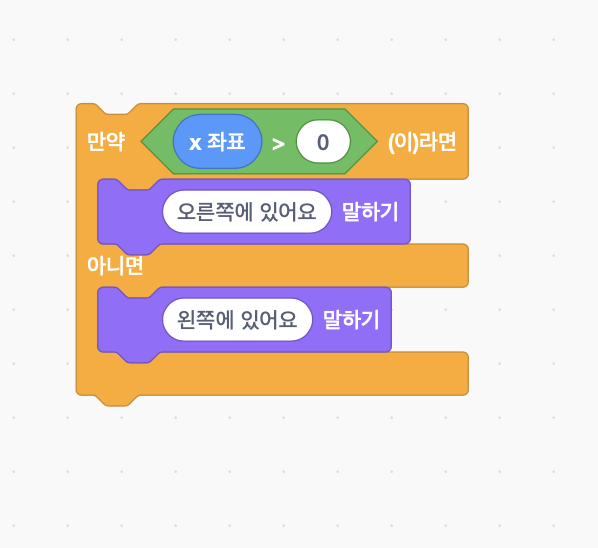 만약 x 좌표 > 0 (이)라면
오른쪽에 있어요 말하기
아니면
왼쪽에 있어요 말하기